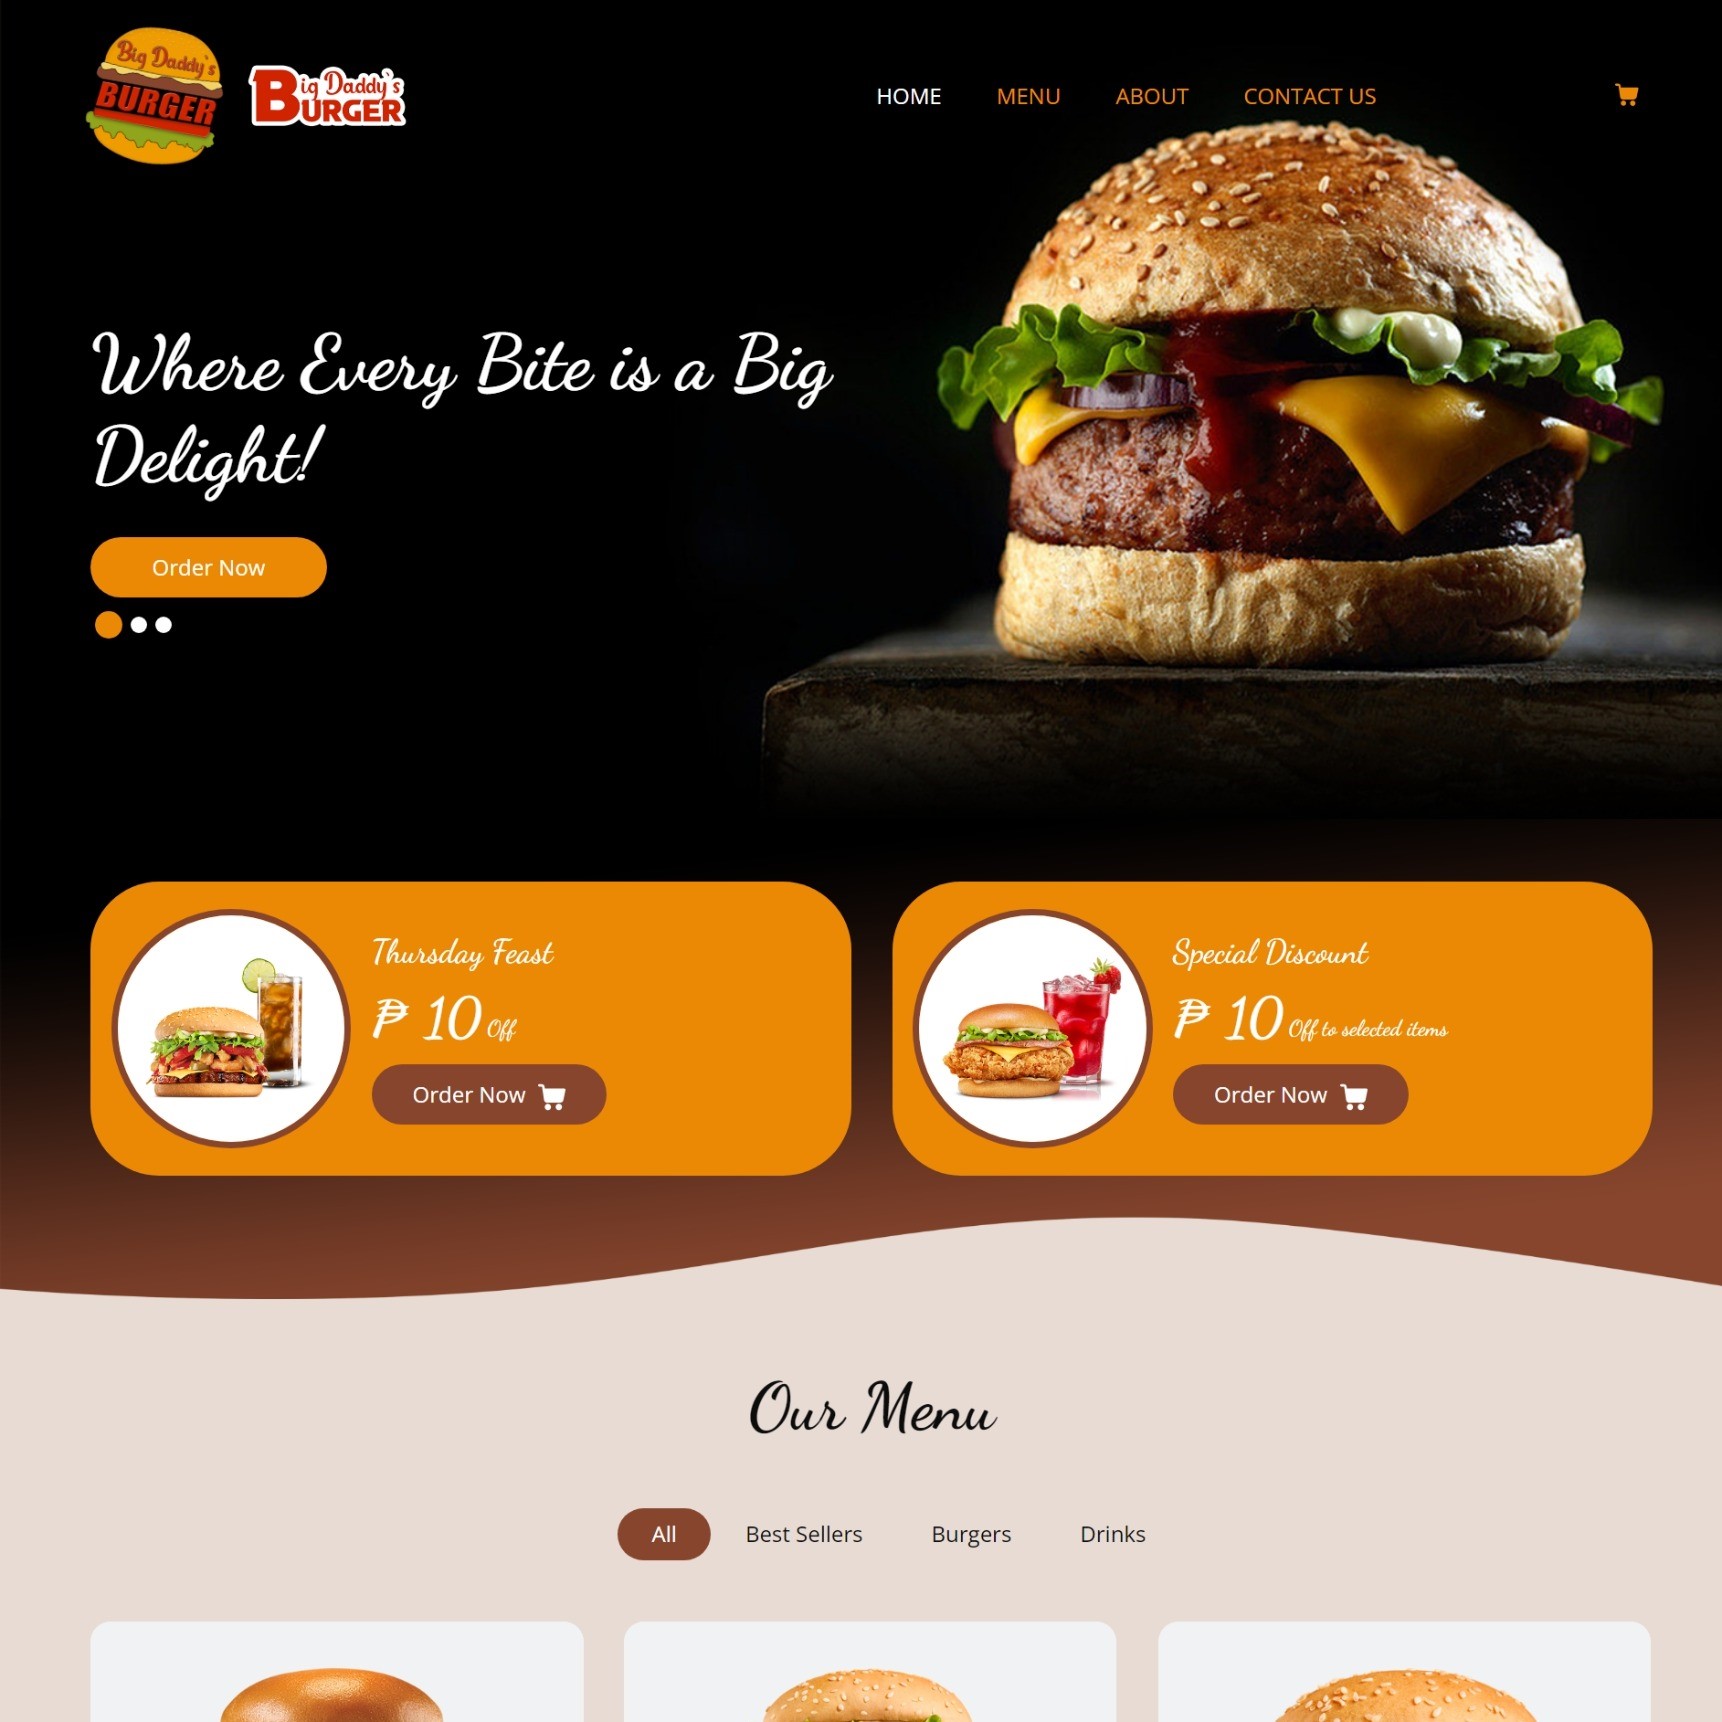 Big Daddy's
BURGER
Big Daddy's
BURGER
HOME MENU ABOUT CONTACT US
Where Every Bite is a Big
Delight!
Order Now
Thursday Feast
₱ 10 Off
Order Now
Special Discount
₱ 10 Off to selected items
Order Now
Our Menu
All Best Sellers Burgers Drinks